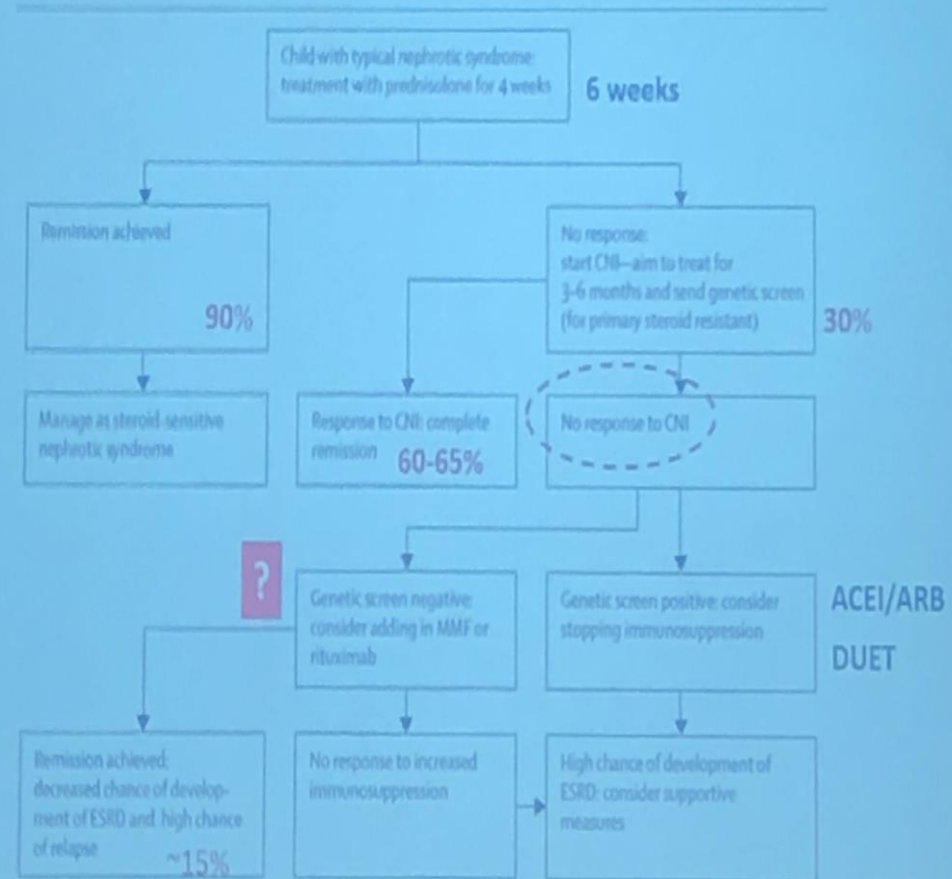 Child with typical nephrotic syndrome:
treatment with prednisolone for 4 weeks
6 weeks
Remission achieved
90%
No response:
start CNI—aim to treat for
3-6 months and send genetic screen
(for primary steroid resistant)
30%
Manage as steroid-sensitive
nephrotic syndrome
Response to CNI: complete
remission
60-65%
No response to CNI
?
Genetic screen negative:
consider adding in MMF or
rituximab
Genetic screen positive: consider
stopping immunosuppression
ACEI/ARB
DUET
Remission achieved:
decreased chance of develop-
ment of ESRD and high chance
of relapse
~15%
No response to increased
immunosuppression
High chance of development of
ESRD: consider supportive
measures